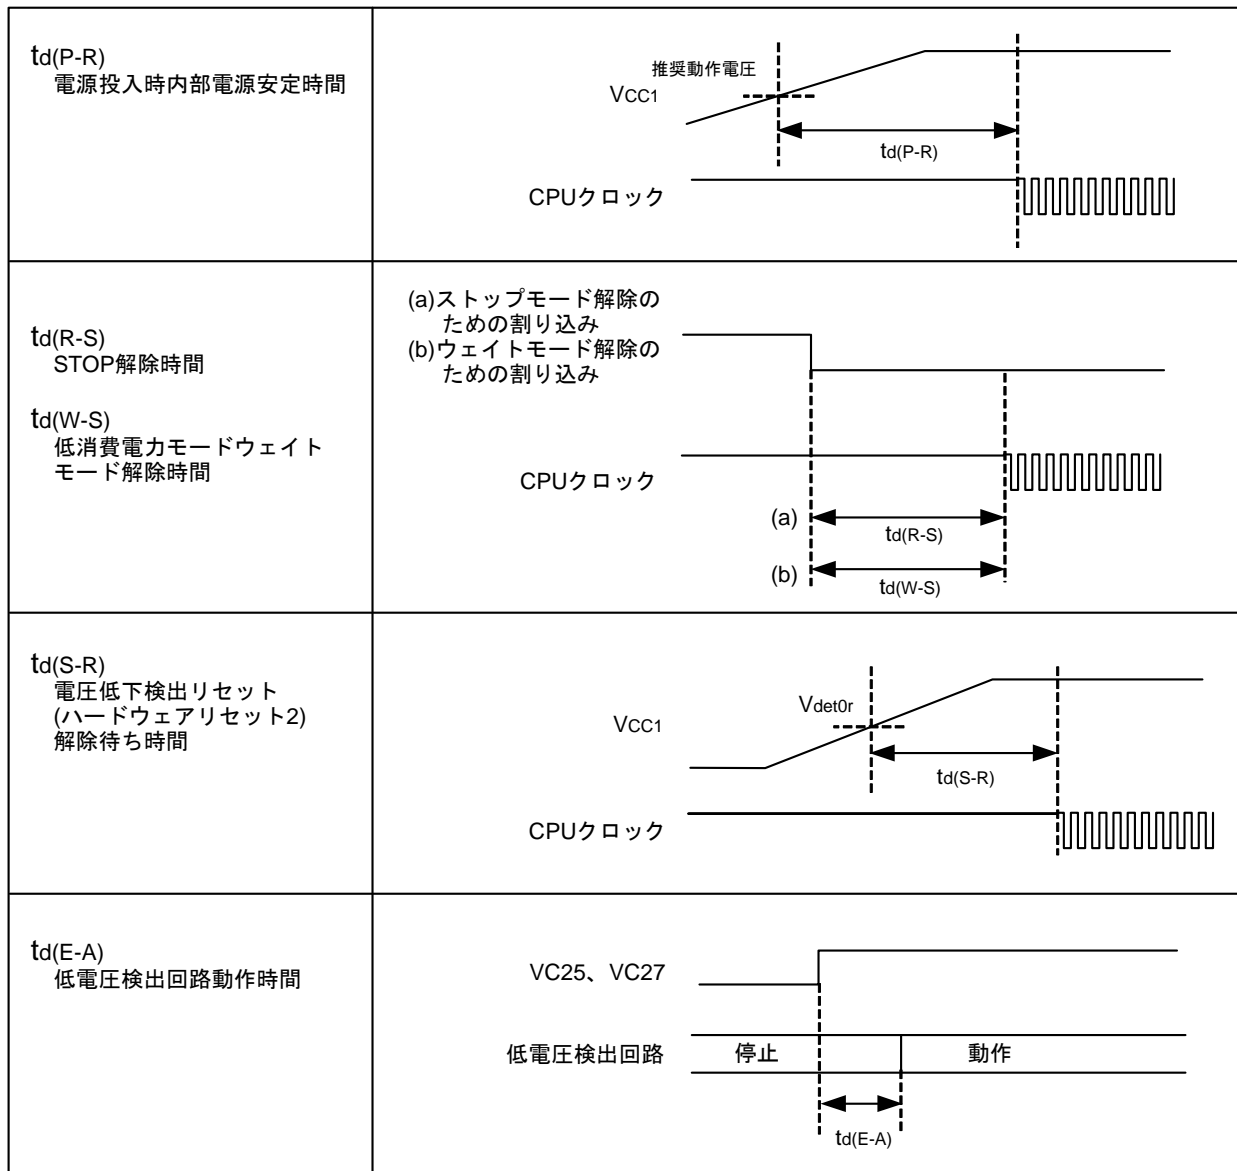 td(P-R)
電源投入時内部電源安定時間
推奨動作電圧
VCC1
td(P-R)
CPUクロック
td(R-S)
STOP解除時間
td(W-S)
低消費電力モードウェイト
モード解除時間
(a)ストップモード解除の
ための割り込み
(b)ウェイトモード解除の
ための割り込み
CPUクロック
(a)
td(R-S)
(b)
td(W-S)
td(S-R)
電圧低下検出リセット
(ハードウェアリセット2)
解除待ち時間
Vdet0r
VCC1
td(S-R)
CPUクロック
td(E-A)
低電圧検出回路動作時間
VC25、VC27
低電圧検出回路
停止
動作
td(E-A)